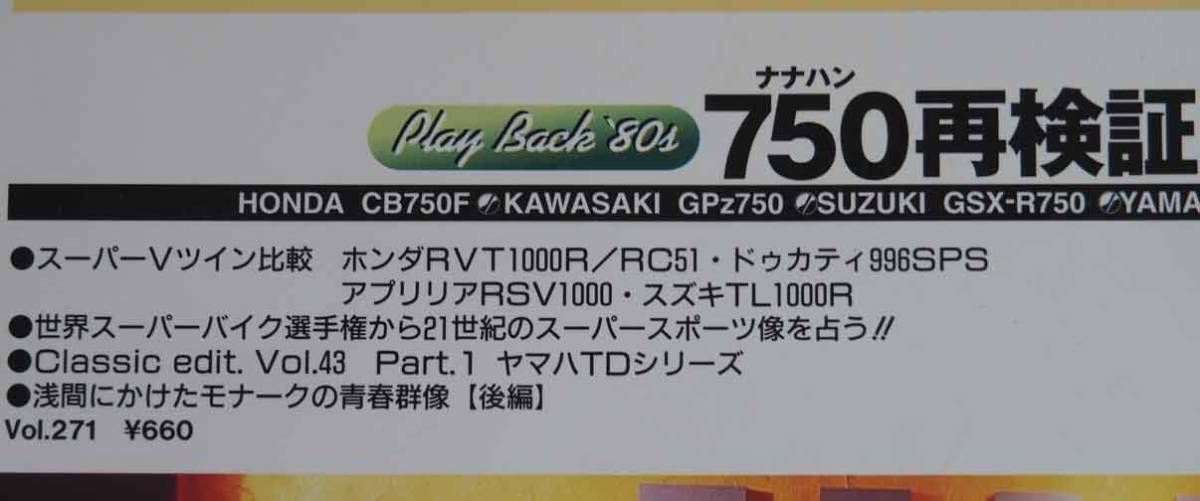 ナナハン
Play Back '80s 750再検証
HONDA CB750F KAWASAKI GPz750 SUZUKI GSX-R750 YAMA
●スーパーVツイン比較 ホンダRVT1000R/RC51・ドゥカティ996SPS
アプリリアRSV1000・スズキTL1000R
●世界スーパーバイク選手権から21世紀のスーパースポーツ像を占う!!
●Classic edit. Vol.43 Part.1 ヤマハTDシリーズ
●浅間にかけたモナークの青春群像【後編】
Vol.271 ¥660